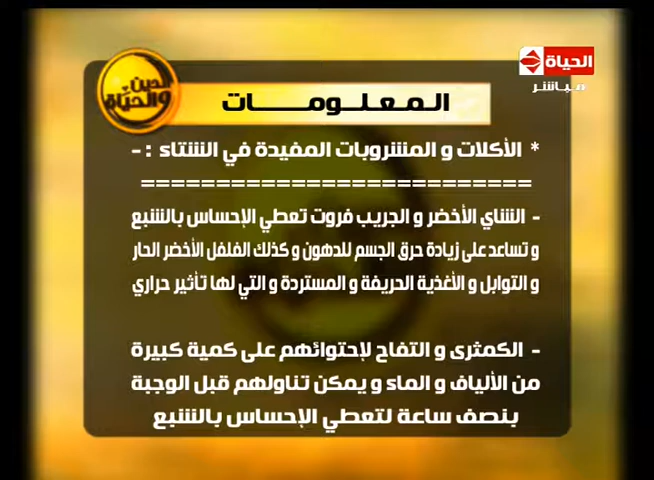 الحياة
مباشر
الدين
والحياة
المعلومات
* الأكلات و المشروبات المفيدة في الشتاء : -
==========================
- الشاي الأخضر و الجريب فروت تعطي الإحساس بالشبع
و تساعد على زيادة حرق الجسم للدهون و كذلك الفلفل الأخضر الحار
و التوابل و الأغذية الحريفة و المستردة و التي لها تأثير حراري
- الكمثرى و التفاح لإحتوائهم على كمية كبيرة
من الألياف و الماء و يمكن تناولهم قبل الوجبة
بنصف ساعة لتعطي الإحساس بالشبع